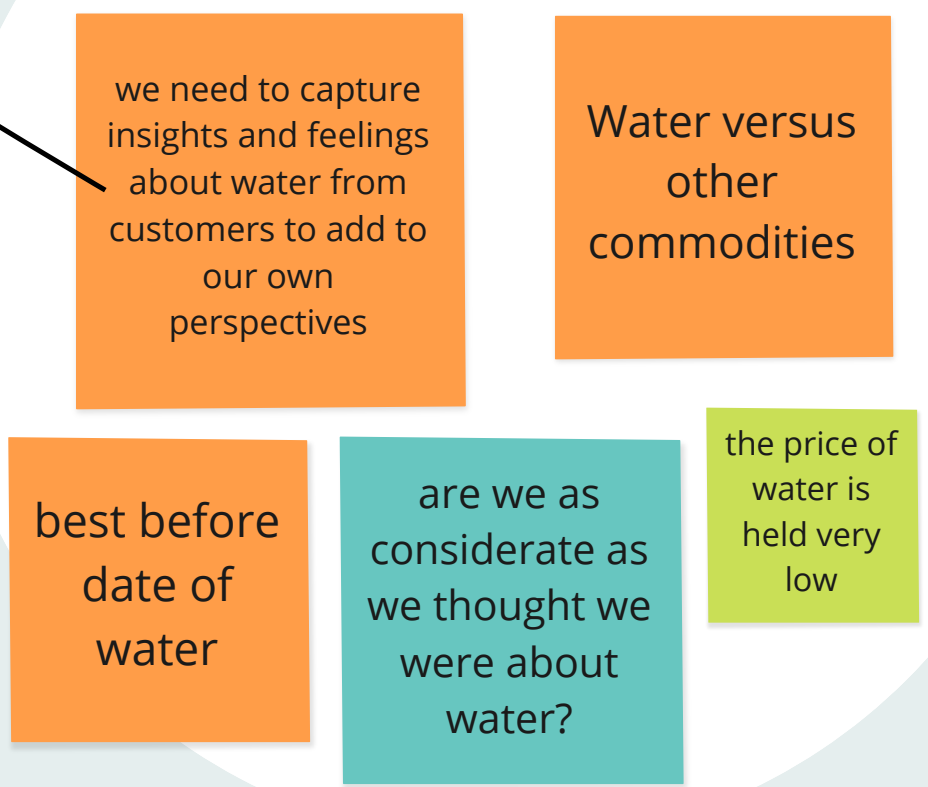 we need to capture
insights and feelings
about water from
customers to add to
our own
perspectives
Water versus
other
commodities
best before
date of
water
are we as
considerate as
we thought we
were about
water?
the price of
water is
held very
low